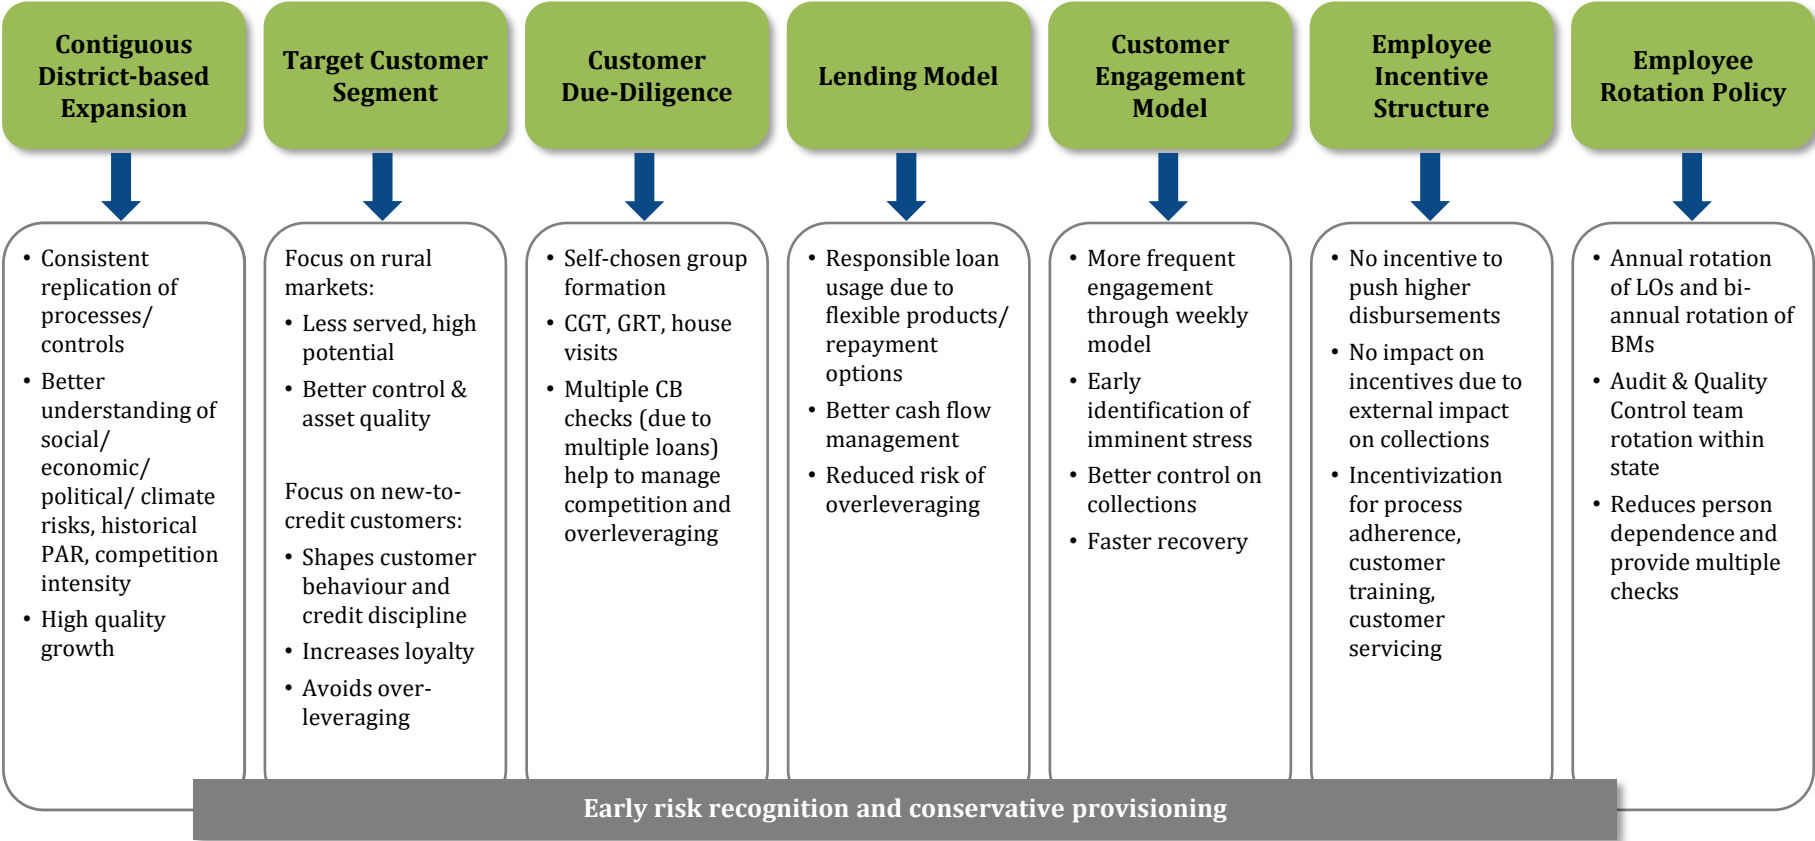 Contiguous
District-based
Expansion
Target Customer
Segment
Customer
Due-Diligence
Lending Model
Customer
Engagement
Model
Employee
Incentive
Structure
Employee
Rotation Policy
• Consistent
replication of
processes/
controls
• Better
understanding of
social/
economic/
political/ climate
risks, historical
PAR, competition
intensity
• High quality
growth
Focus on rural
markets:
• Less served, high
potential
• Better control &
asset quality
Focus on new-to-
credit customers:
• Shapes customer
behaviour and
credit discipline
• Increases loyalty
• Avoids over-
leveraging
• Self-chosen group
formation
• CGT, GRT, house
visits
• Multiple CB
checks (due to
multiple loans)
help to manage
competition and
overleveraging
• Responsible loan
usage due to
flexible products/
repayment
options
• Better cash flow
management
• Reduced risk of
overleveraging
• More frequent
engagement
through weekly
model
• Early
identification of
imminent stress
• Better control on
collections
• Faster recovery
• No incentive to
push higher
disbursements
• No impact on
incentives due to
external impact
on collections
• Incentivization
for process
adherence,
customer
training,
customer
servicing
• Annual rotation
of LOs and bi-
annual rotation of
BMs
• Audit & Quality
Control team
rotation within
state
• Reduces person
dependence and
provide multiple
checks
Early risk recognition and conservative provisioning